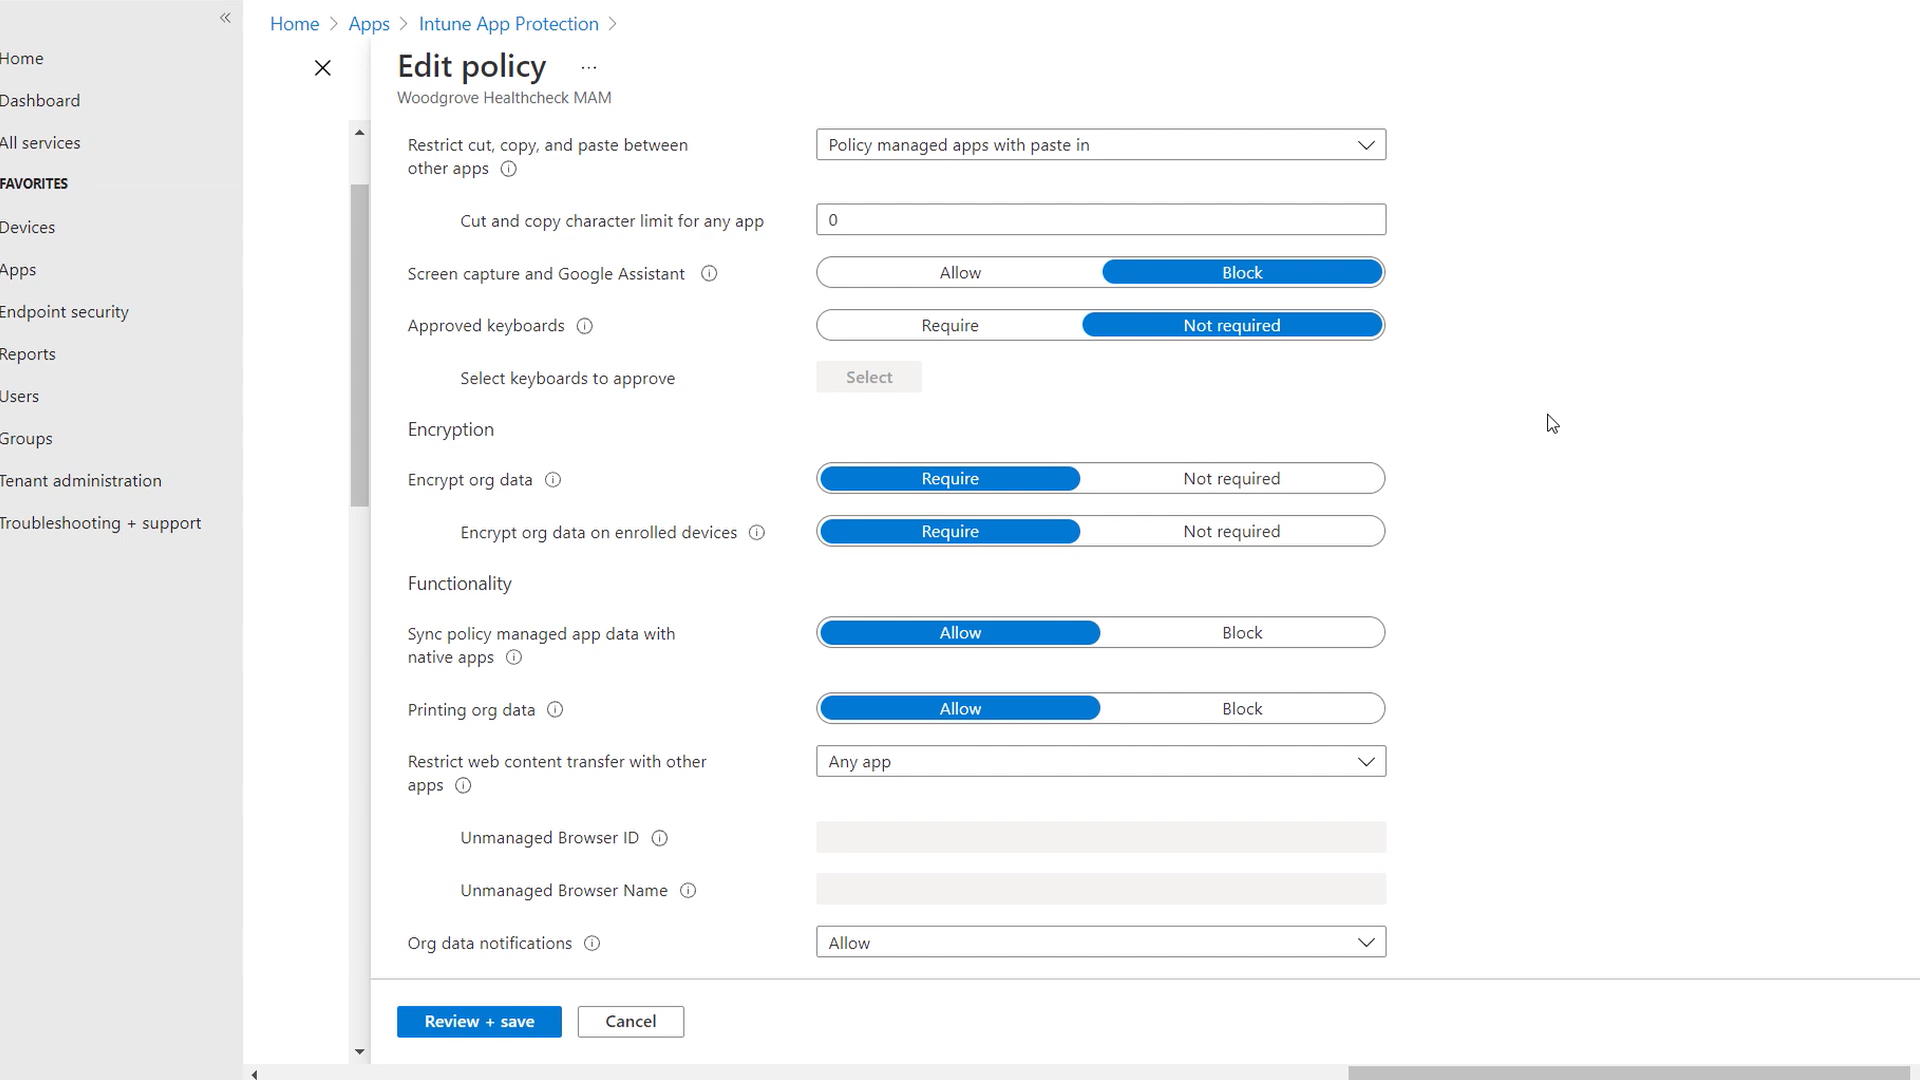 Home > Apps > Intune App Protection >
Edit policy ...
Woodgrove Healthcheck MAM
Home
Dashboard
All services
FAVORITES
Devices
Apps
Endpoint security
Reports
Users
Groups
Tenant administration
Troubleshooting + support
Restrict cut, copy, and paste between
other apps
Policy managed apps with paste in
Cut and copy character limit for any app
0
Screen capture and Google Assistant
Allow Block
Approved keyboards
Require Not required
Select keyboards to approve
Select
Encryption
Encrypt org data
Require Not required
Encrypt org data on enrolled devices
Require Not required
Functionality
Sync policy managed app data with
native apps
Allow Block
Printing org data
Allow Block
Restrict web content transfer with other
apps
Any app
Unmanaged Browser ID
Unmanaged Browser Name
Org data notifications
Allow
Review + save Cancel